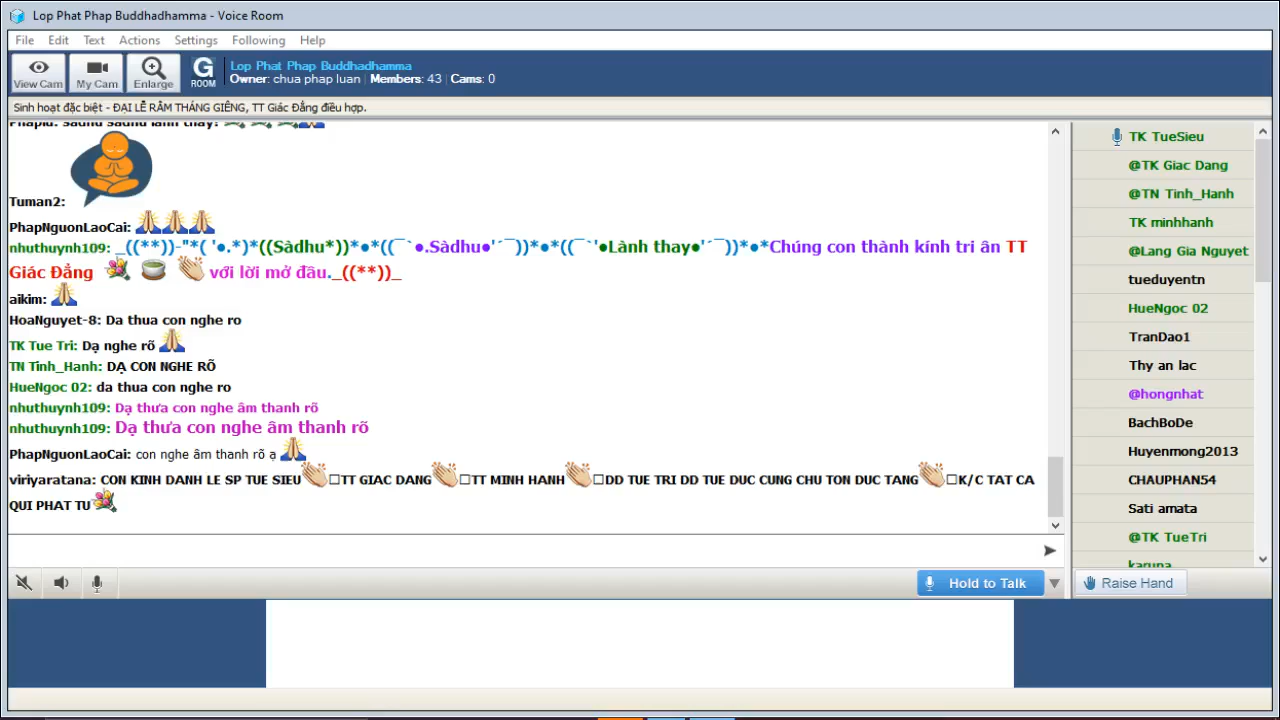 Lop Phat Phap Buddhadhamma - Voice Room
File Edit Text Actions Settings Following Help
View Cam My Cam Enlarge G ROOM
Lop Phat Phap Buddhadhamma
Owner: chua phap luan | Members: 43 | Cams: 0
Sinh hoạt đặc biệt - ĐẠI LỄ RẰM THÁNG GIÊNG, TT Giác Đẳng điều hợp.
Tuman2:
PhapNguonLaoCai:
nhuthuynh109: _((**))-"*( '●.*)*((Sàdhu*))*●*((¯`●.Sàdhu●'´¯))*●*((¯`'●Lành thay●'´¯))*●*Chúng con thành kính tri ân TT
Giác Đẳng với lời mở đầu._((**))_
aikim:
HoaNguyet-8: Da thua con nghe ro
TK Tue Tri: Dạ nghe rõ
TN Tinh_Hanh: DẠ CON NGHE RÕ
HueNgoc 02: da thua con nghe ro
nhuthuynh109: Dạ thưa con nghe âm thanh rõ
nhuthuynh109: Dạ thưa con nghe âm thanh rõ
PhapNguonLaoCai: con nghe âm thanh rõ ạ
viriyaratana: CON KINH DANH LE SP TUE SIEU□TT GIAC DANG□TT MINH HANH□DD TUE TRI DD TUE DUC CUNG CHU TON DUC TANG□K/C TAT CA
QUI PHAT TU
Hold to Talk
TK TueSieu
@TK Giac Dang
@TN Tinh_Hanh
TK minhhanh
@Lang Gia Nguyet
tueduyentn
HueNgoc 02
TranDao1
Thy an lac
@hongnhat
BachBoDe
Huyenmong2013
CHAUPHAN54
Sati amata
@TK TueTri
karuna
Raise Hand